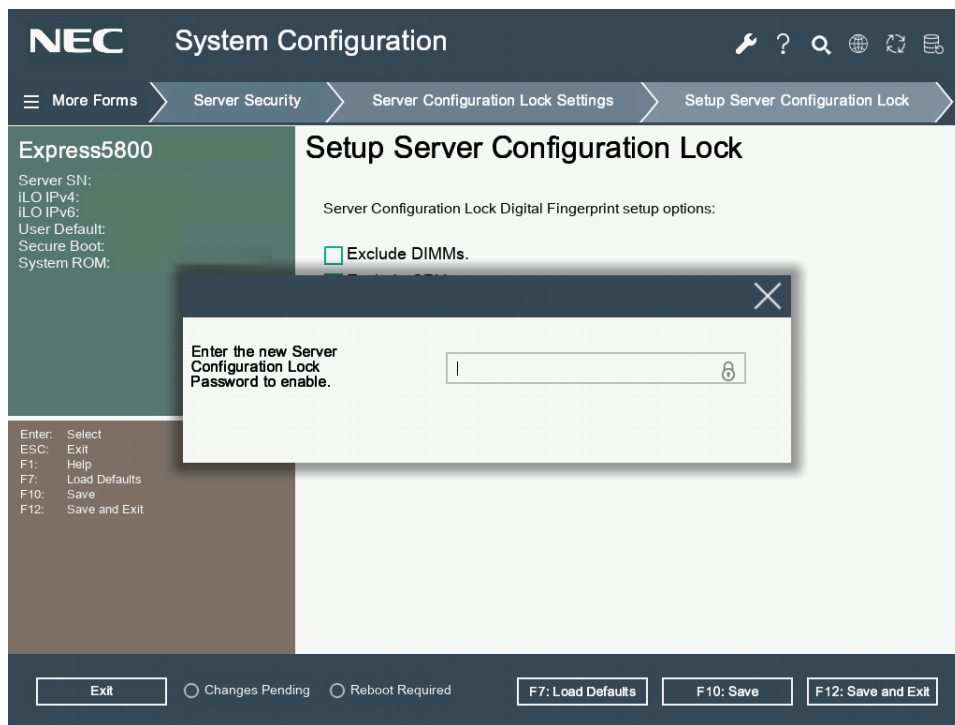 NEC
System Configuration
?
More Forms
Server Security
Server Configuration Lock Settings
Setup Server Configuration Lock
Express5800
Server SN:
iLO IPv4:
iLO IPv6:
User Default:
Secure Boot:
System ROM:
Setup Server Configuration Lock
Server Configuration Lock Digital Fingerprint setup options:
Exclude DIMMs.
Enter the new Server
Configuration Lock
Password to enable.
Enter: Select
ESC: Exit
F1: Help
F7: Load Defaults
F10: Save
F12: Save and Exit
Exit
Changes Pending
Reboot Required
F7: Load Defaults
F10: Save
F12: Save and Exit